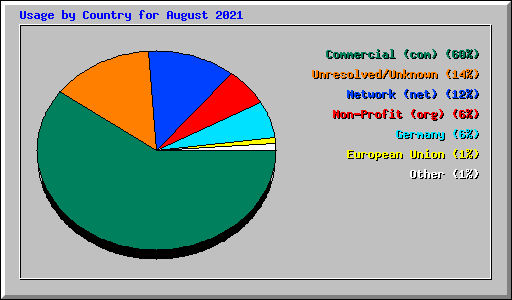 Usage by Country for August 2021
Commercial (com) (60%)
Unresolved/Unknown (14%)
Network (net) (12%)
Non-Profit (org) (6%)
Germany (6%)
European Union (1%)
Other (1%)